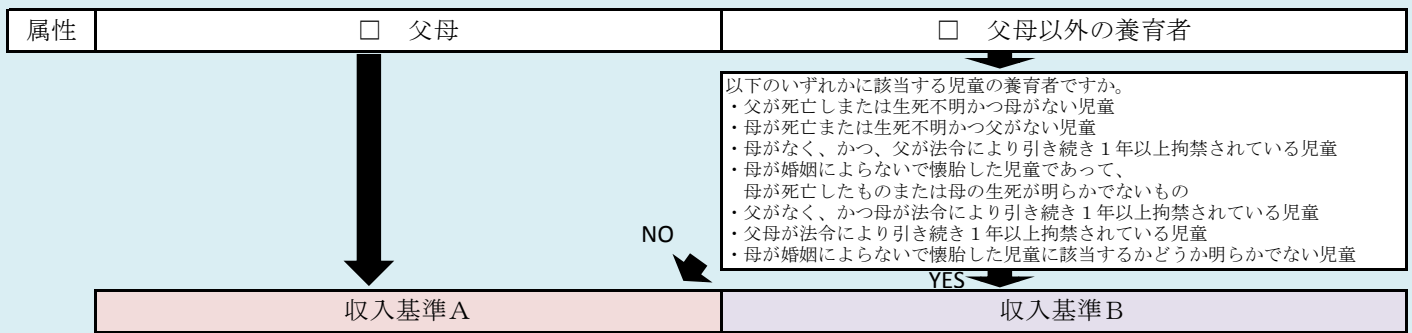 属性
□ 父母
□ 父母以外の養育者
以下のいずれかに該当する児童の養育者ですか。
・父が死亡しまたは生死不明かつ母がない児童
・母が死亡または生死不明かつ父がない児童
・母がなく、かつ、父が法令により引き続き１年以上拘禁されている児童
・母が婚姻によらないで懐胎した児童であって、
母が死亡したものまたは母の生死が明らかでないもの
・父がなく、かつ母が法令により引き続き１年以上拘禁されている児童
・父母が法令により引き続き１年以上拘禁されている児童
・母が婚姻によらないで懐胎した児童に該当するかどうか明らかでない児童
NO
YES
収入基準Ａ
収入基準Ｂ